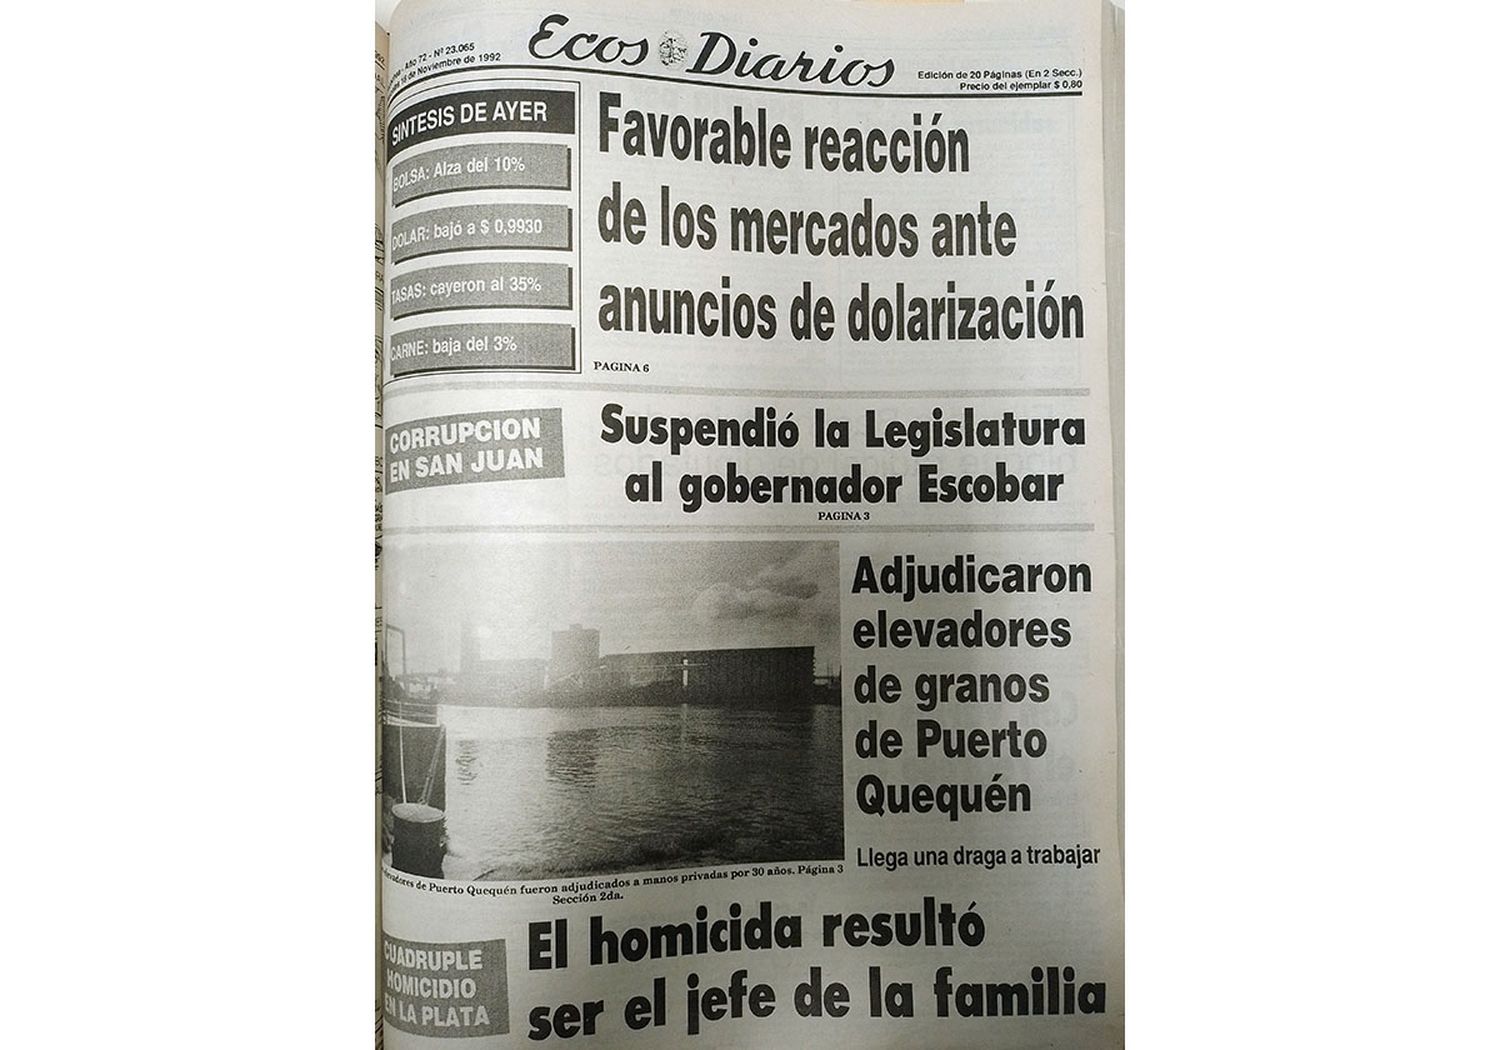 Ecos Diarios
Año 72 - Nº 23.065
18 de Noviembre de 1992
Edición de 20 Páginas (En 2 Secc.)
Precio del ejemplar $ 0,80
SINTESIS DE AYER
BOLSA: Alza del 10%
DOLAR: bajó a $ 0,9930
TASAS: cayeron al 35%
CARNE: baja del 3%
Favorable reacción
de los mercados ante
anuncios de dolarización
PAGINA 6
CORRUPCION
EN SAN JUAN
Suspendió la Legislatura
al gobernador Escobar
PAGINA 3
Adjudicaron
elevadores
de granos
de Puerto
Quequén
Llega una draga a trabajar
de Puerto Quequén fueron adjudicados a manos privadas por 30 años. Página 3
Sección 2da.
CUADRUPLE
HOMICIDIO
EN LA PLATA
El homicida resultó
ser el jefe de la familia